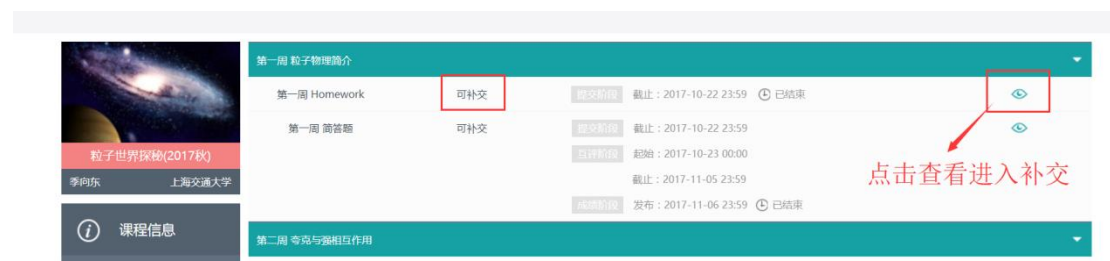 第一周 粒子物理简介
第一周 Homework 可补交 提交阶段 截止：2017-10-22 23:59 已结束
第一周 简答题 可补交 提交阶段 截止：2017-10-22 23:59
互评阶段 起始：2017-10-23 00:00
截止：2017-11-05 23:59
成绩阶段 发布：2017-11-06 23:59 已结束
点击查看进入补交
粒子世界探秘(2017秋)
季向东 上海交通大学
课程信息
第二周 夸克与强相互作用